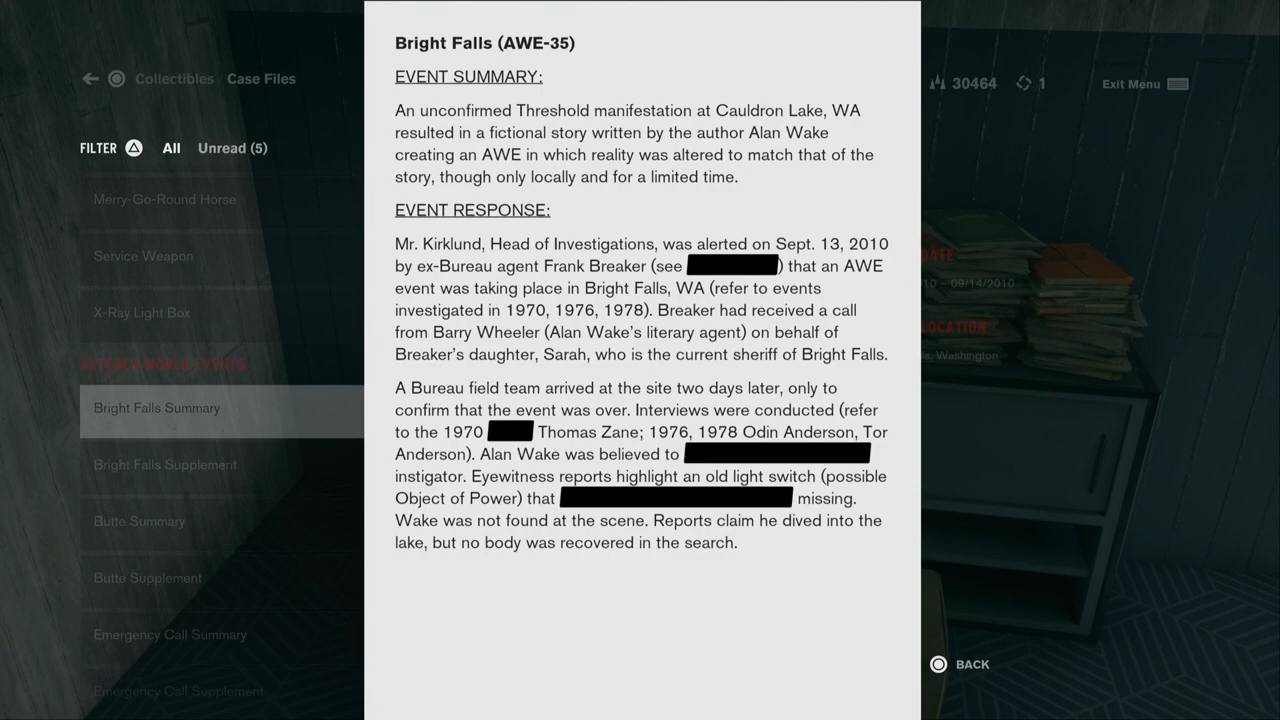 Bright Falls (AWE-35)
EVENT SUMMARY:
An unconfirmed Threshold manifestation at Cauldron Lake, WA
resulted in a fictional story written by the author Alan Wake
creating an AWE in which reality was altered to match that of the
story, though only locally and for a limited time.
EVENT RESPONSE:
Mr. Kirklund, Head of Investigations, was alerted on Sept. 13, 2010
by ex-Bureau agent Frank Breaker (see ) that an AWE
event was taking place in Bright Falls, WA (refer to events
investigated in 1970, 1976, 1978). Breaker had received a call
from Barry Wheeler (Alan Wake's literary agent) on behalf of
Breaker's daughter, Sarah, who is the current sheriff of Bright Falls.
A Bureau field team arrived at the site two days later, only to
confirm that the event was over. Interviews were conducted (refer
to the 1970 Thomas Zane; 1976, 1978 Odin Anderson, Tor
Anderson). Alan Wake was believed to
instigator. Eyewitness reports highlight an old light switch (possible
Object of Power) that missing.
Wake was not found at the scene. Reports claim he dived into the
lake, but no body was recovered in the search.
Collectibles Case Files
FILTER All Unread (5)
Merry-Go-Round Horse
Service Weapon
X-Ray Light Box
ALTERED WORLD EVENTS
Bright Falls Summary
Bright Falls Supplement
Butte Summary
Butte Supplement
Emergency Call Summary
Emergency Call Supplement
30464 1 Exit Menu
10 - 09/14/2010
LOCATION
Washington
BACK